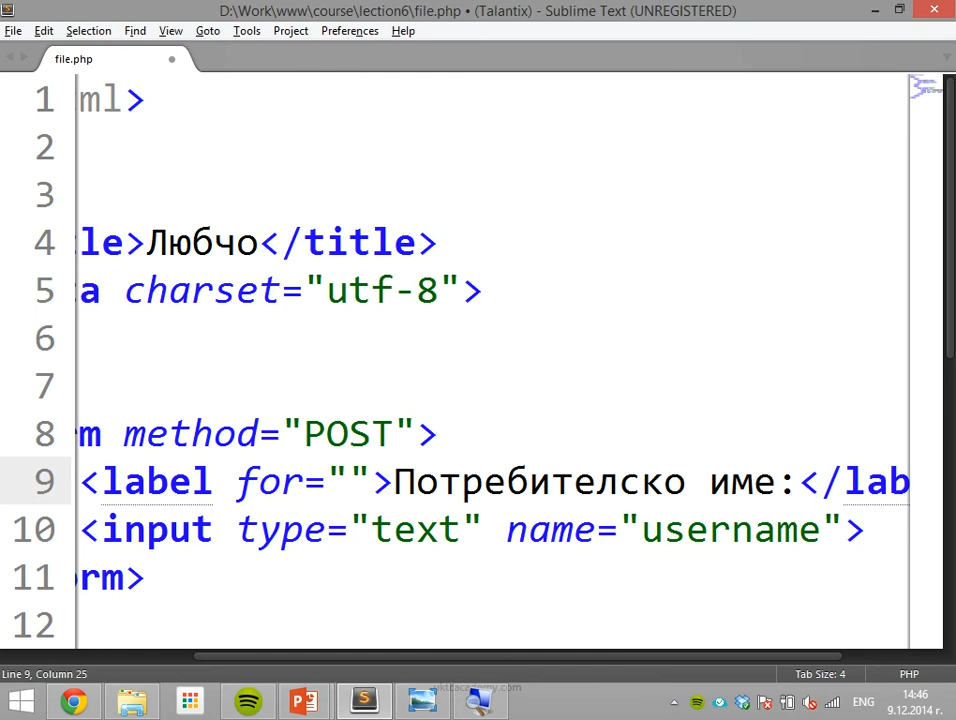 D:\Work\www\course\lection6\file.php • (Talantix) - Sublime Text (UNREGISTERED)
File Edit Selection Find View Goto Tools Project Preferences Help
file.php
1 ml>
2
3
4 le>Любчо</title>
5 a charset="utf-8">
6
7
8 m method="POST">
9 <label for="">Потребителско име:</lab
10 <input type="text" name="username">
11 orm>
12
Line 9, Column 25 Tab Size: 4 PHP
ENG 14:46
9.12.2014 г.